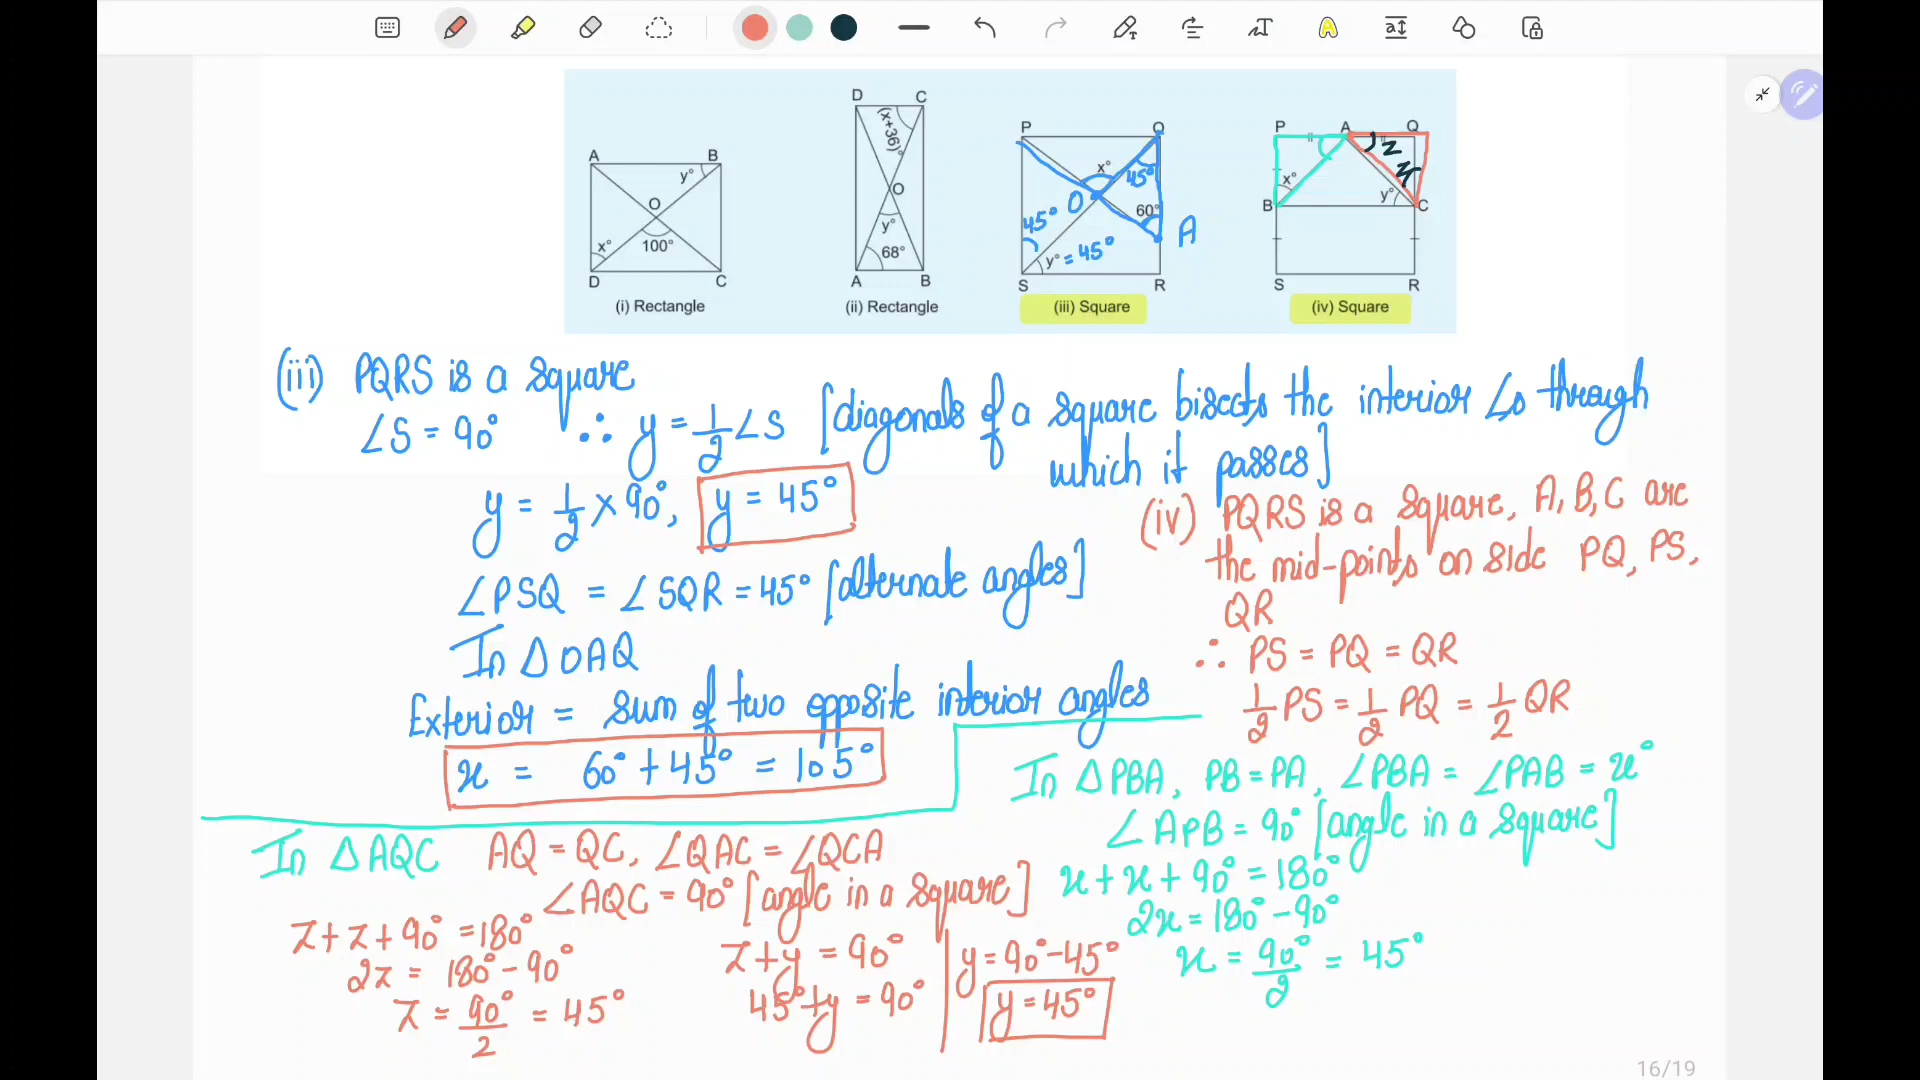 A B O x° y° 100° D C
(i) Rectangle
D C (x+36)° O y° 68° A B
(ii) Rectangle
P Q x° 45° O 60° 45° A y° = 45° S R
(iii) Square
P A Q z z x° y° B C S R
(iv) Square
(iii) PQRS is a square
∠S = 90° ∴ y = 1/2 ∠S [diagonals of a square bisects the interior ∠s through which it passes]
y = 1/2 × 90°, y = 45°
∠PSQ = ∠SQR = 45° [alternate angles]
In △OAQ
Exterior = sum of two opposite interior angles
x = 60° + 45° = 105°
(iv) PQRS is a square, A, B, C are
the mid-points on side PQ, PS,
QR
∴ PS = PQ = QR
1/2 PS = 1/2 PQ = 1/2 QR
In △PBA, PB = PA, ∠PBA = ∠PAB = x°
∠APB = 90° [angle in a square]
x + x + 90° = 180°
2x = 180° - 90°
x = 90°/2 = 45°
In △AQC AQ = QC, ∠QAC = ∠QCA
∠AQC = 90° [angle in a square]
z + z + 90° = 180°
2z = 180° - 90°
z = 90°/2 = 45°
z + y = 90°
45° + y = 90°
y = 90° - 45°
y = 45°
16/19